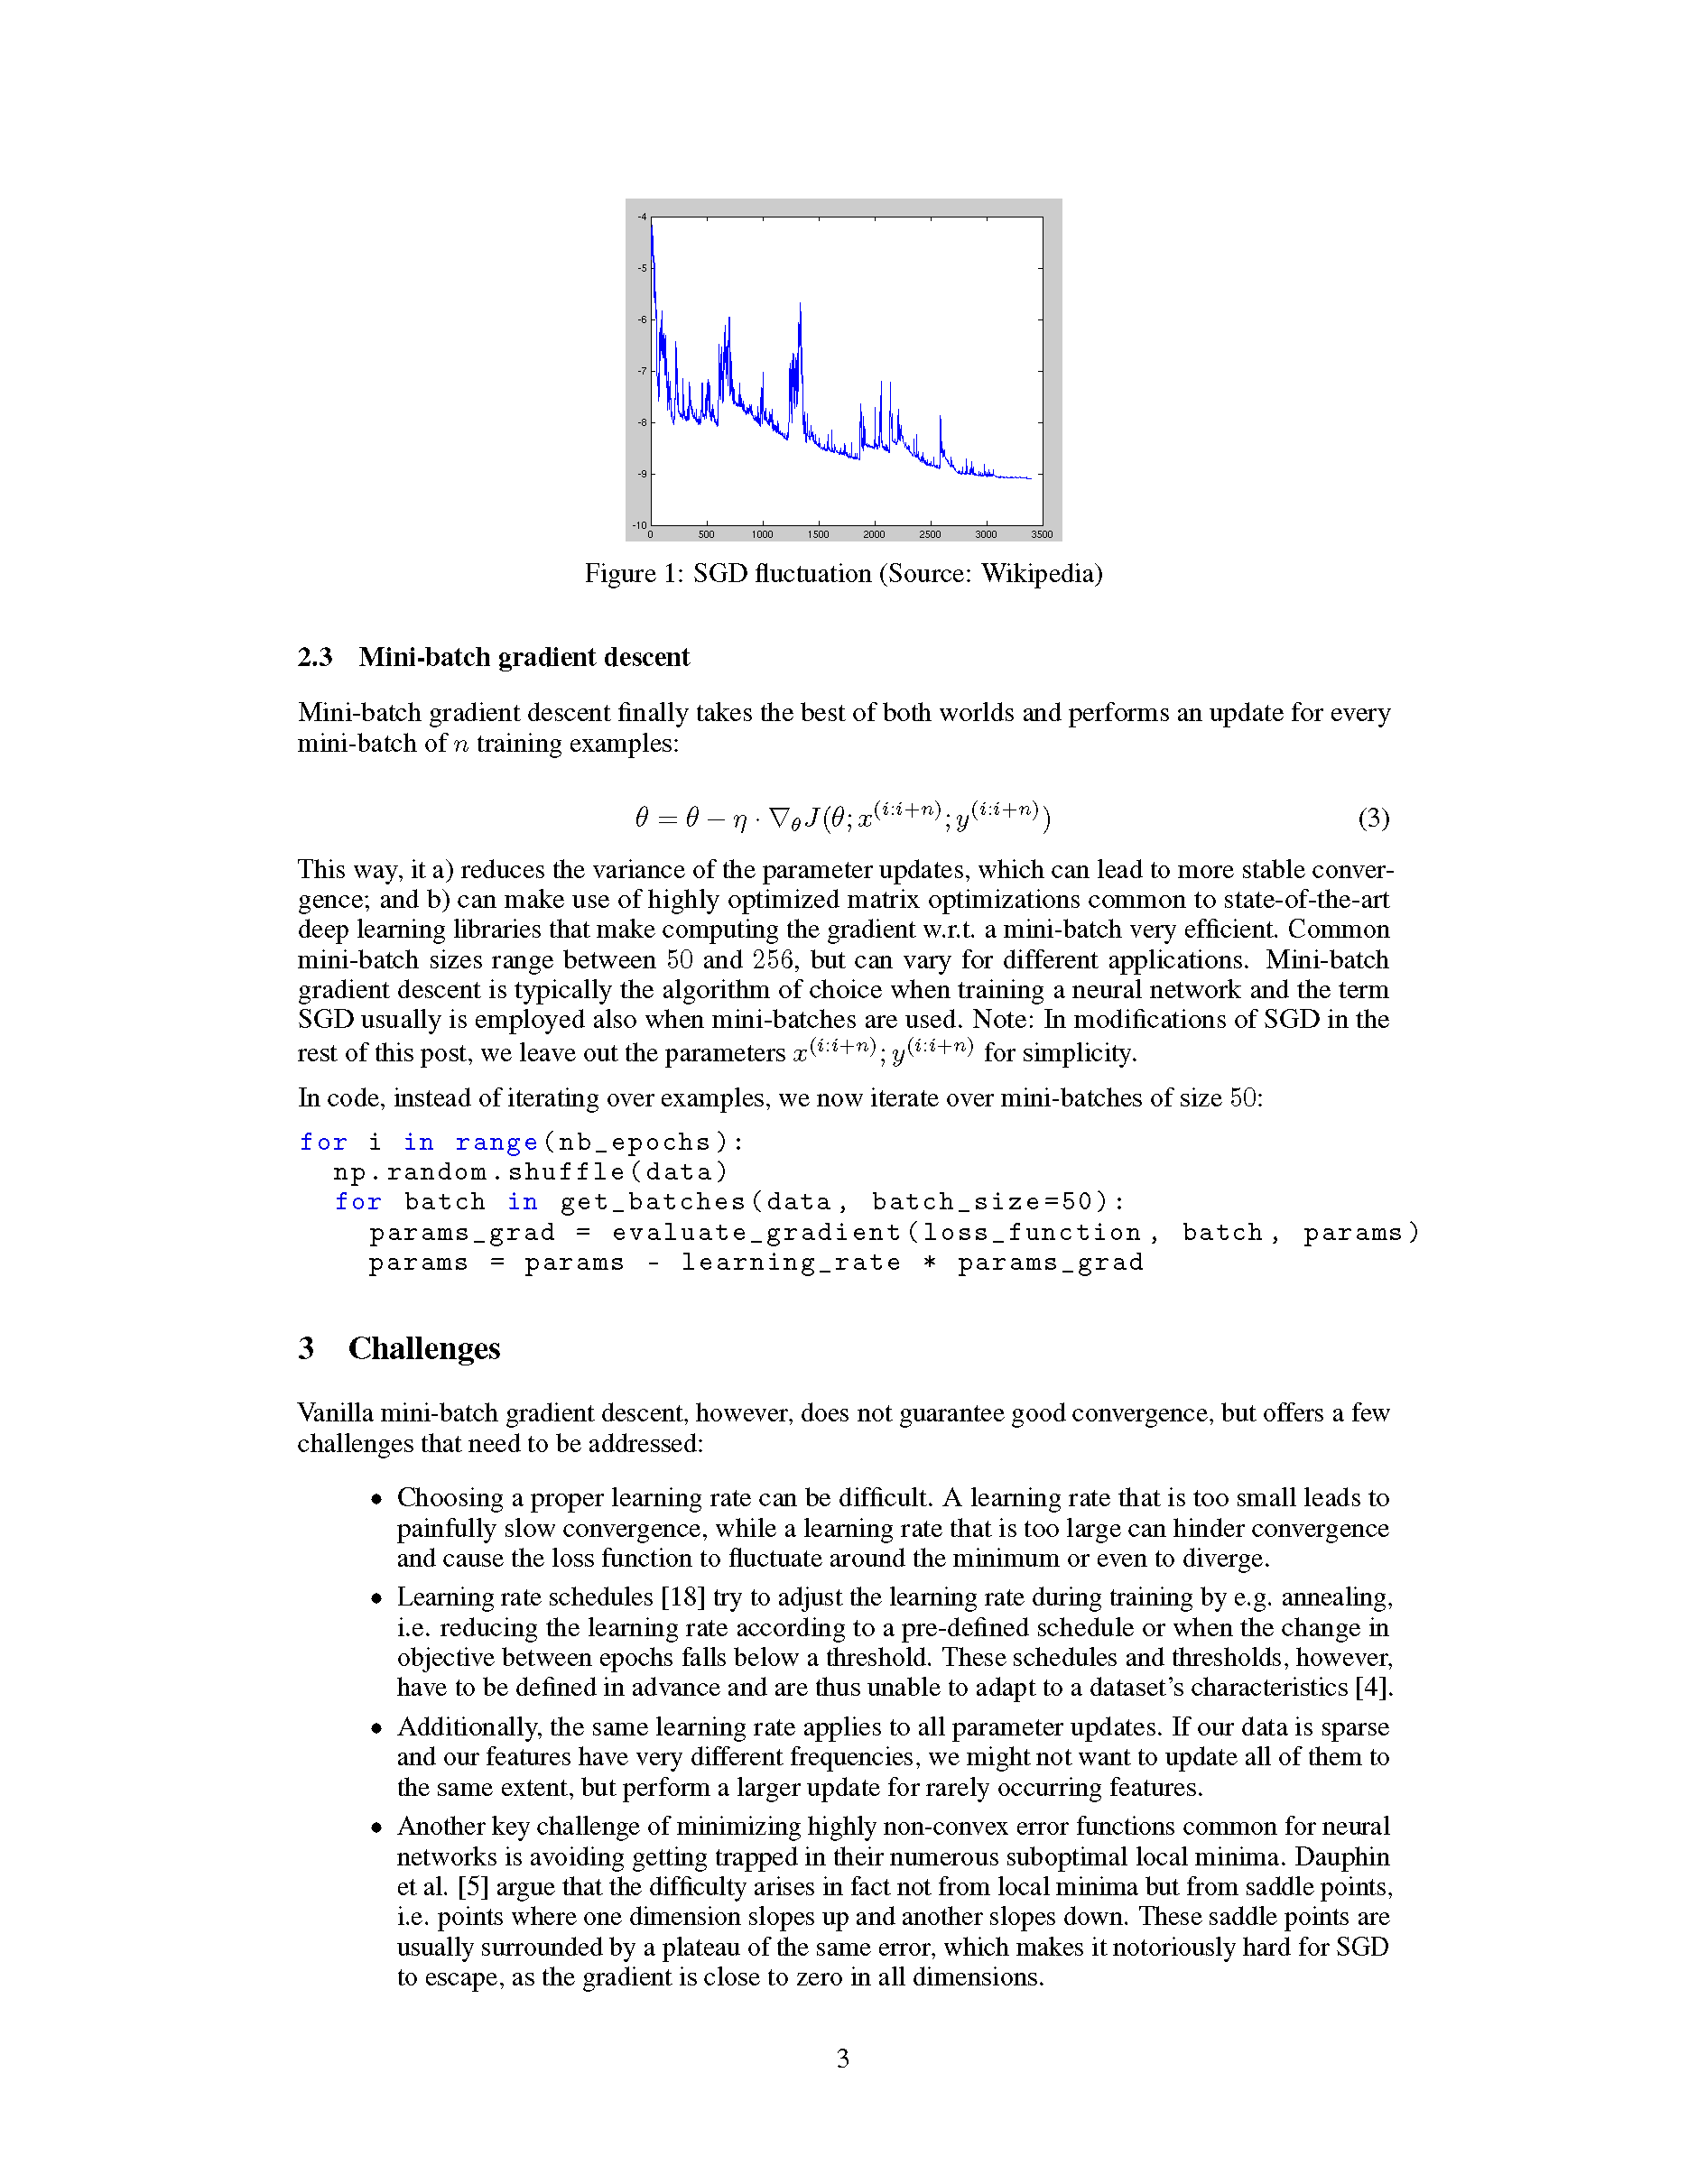 -4
-5
-6
-7
-8
-9
-10
0 500 1000 1500 2000 2500 3000 3500
Figure 1: SGD fluctuation (Source: Wikipedia)
2.3 Mini-batch gradient descent
Mini-batch gradient descent finally takes the best of both worlds and performs an update for every
mini-batch of n training examples:
θ = θ − η · ∇θJ(θ; x^(i:i+n); y^(i:i+n)) (3)
This way, it a) reduces the variance of the parameter updates, which can lead to more stable conver-
gence; and b) can make use of highly optimized matrix optimizations common to state-of-the-art
deep learning libraries that make computing the gradient w.r.t. a mini-batch very efficient. Common
mini-batch sizes range between 50 and 256, but can vary for different applications. Mini-batch
gradient descent is typically the algorithm of choice when training a neural network and the term
SGD usually is employed also when mini-batches are used. Note: In modifications of SGD in the
rest of this post, we leave out the parameters x^(i:i+n); y^(i:i+n) for simplicity.
In code, instead of iterating over examples, we now iterate over mini-batches of size 50:
for i in range(nb_epochs):
  np.random.shuffle(data)
  for batch in get_batches(data, batch_size=50):
    params_grad = evaluate_gradient(loss_function, batch, params)
    params = params - learning_rate * params_grad
3 Challenges
Vanilla mini-batch gradient descent, however, does not guarantee good convergence, but offers a few
challenges that need to be addressed:
• Choosing a proper learning rate can be difficult. A learning rate that is too small leads to
painfully slow convergence, while a learning rate that is too large can hinder convergence
and cause the loss function to fluctuate around the minimum or even to diverge.
• Learning rate schedules [18] try to adjust the learning rate during training by e.g. annealing,
i.e. reducing the learning rate according to a pre-defined schedule or when the change in
objective between epochs falls below a threshold. These schedules and thresholds, however,
have to be defined in advance and are thus unable to adapt to a dataset's characteristics [4].
• Additionally, the same learning rate applies to all parameter updates. If our data is sparse
and our features have very different frequencies, we might not want to update all of them to
the same extent, but perform a larger update for rarely occurring features.
• Another key challenge of minimizing highly non-convex error functions common for neural
networks is avoiding getting trapped in their numerous suboptimal local minima. Dauphin
et al. [5] argue that the difficulty arises in fact not from local minima but from saddle points,
i.e. points where one dimension slopes up and another slopes down. These saddle points are
usually surrounded by a plateau of the same error, which makes it notoriously hard for SGD
to escape, as the gradient is close to zero in all dimensions.
3